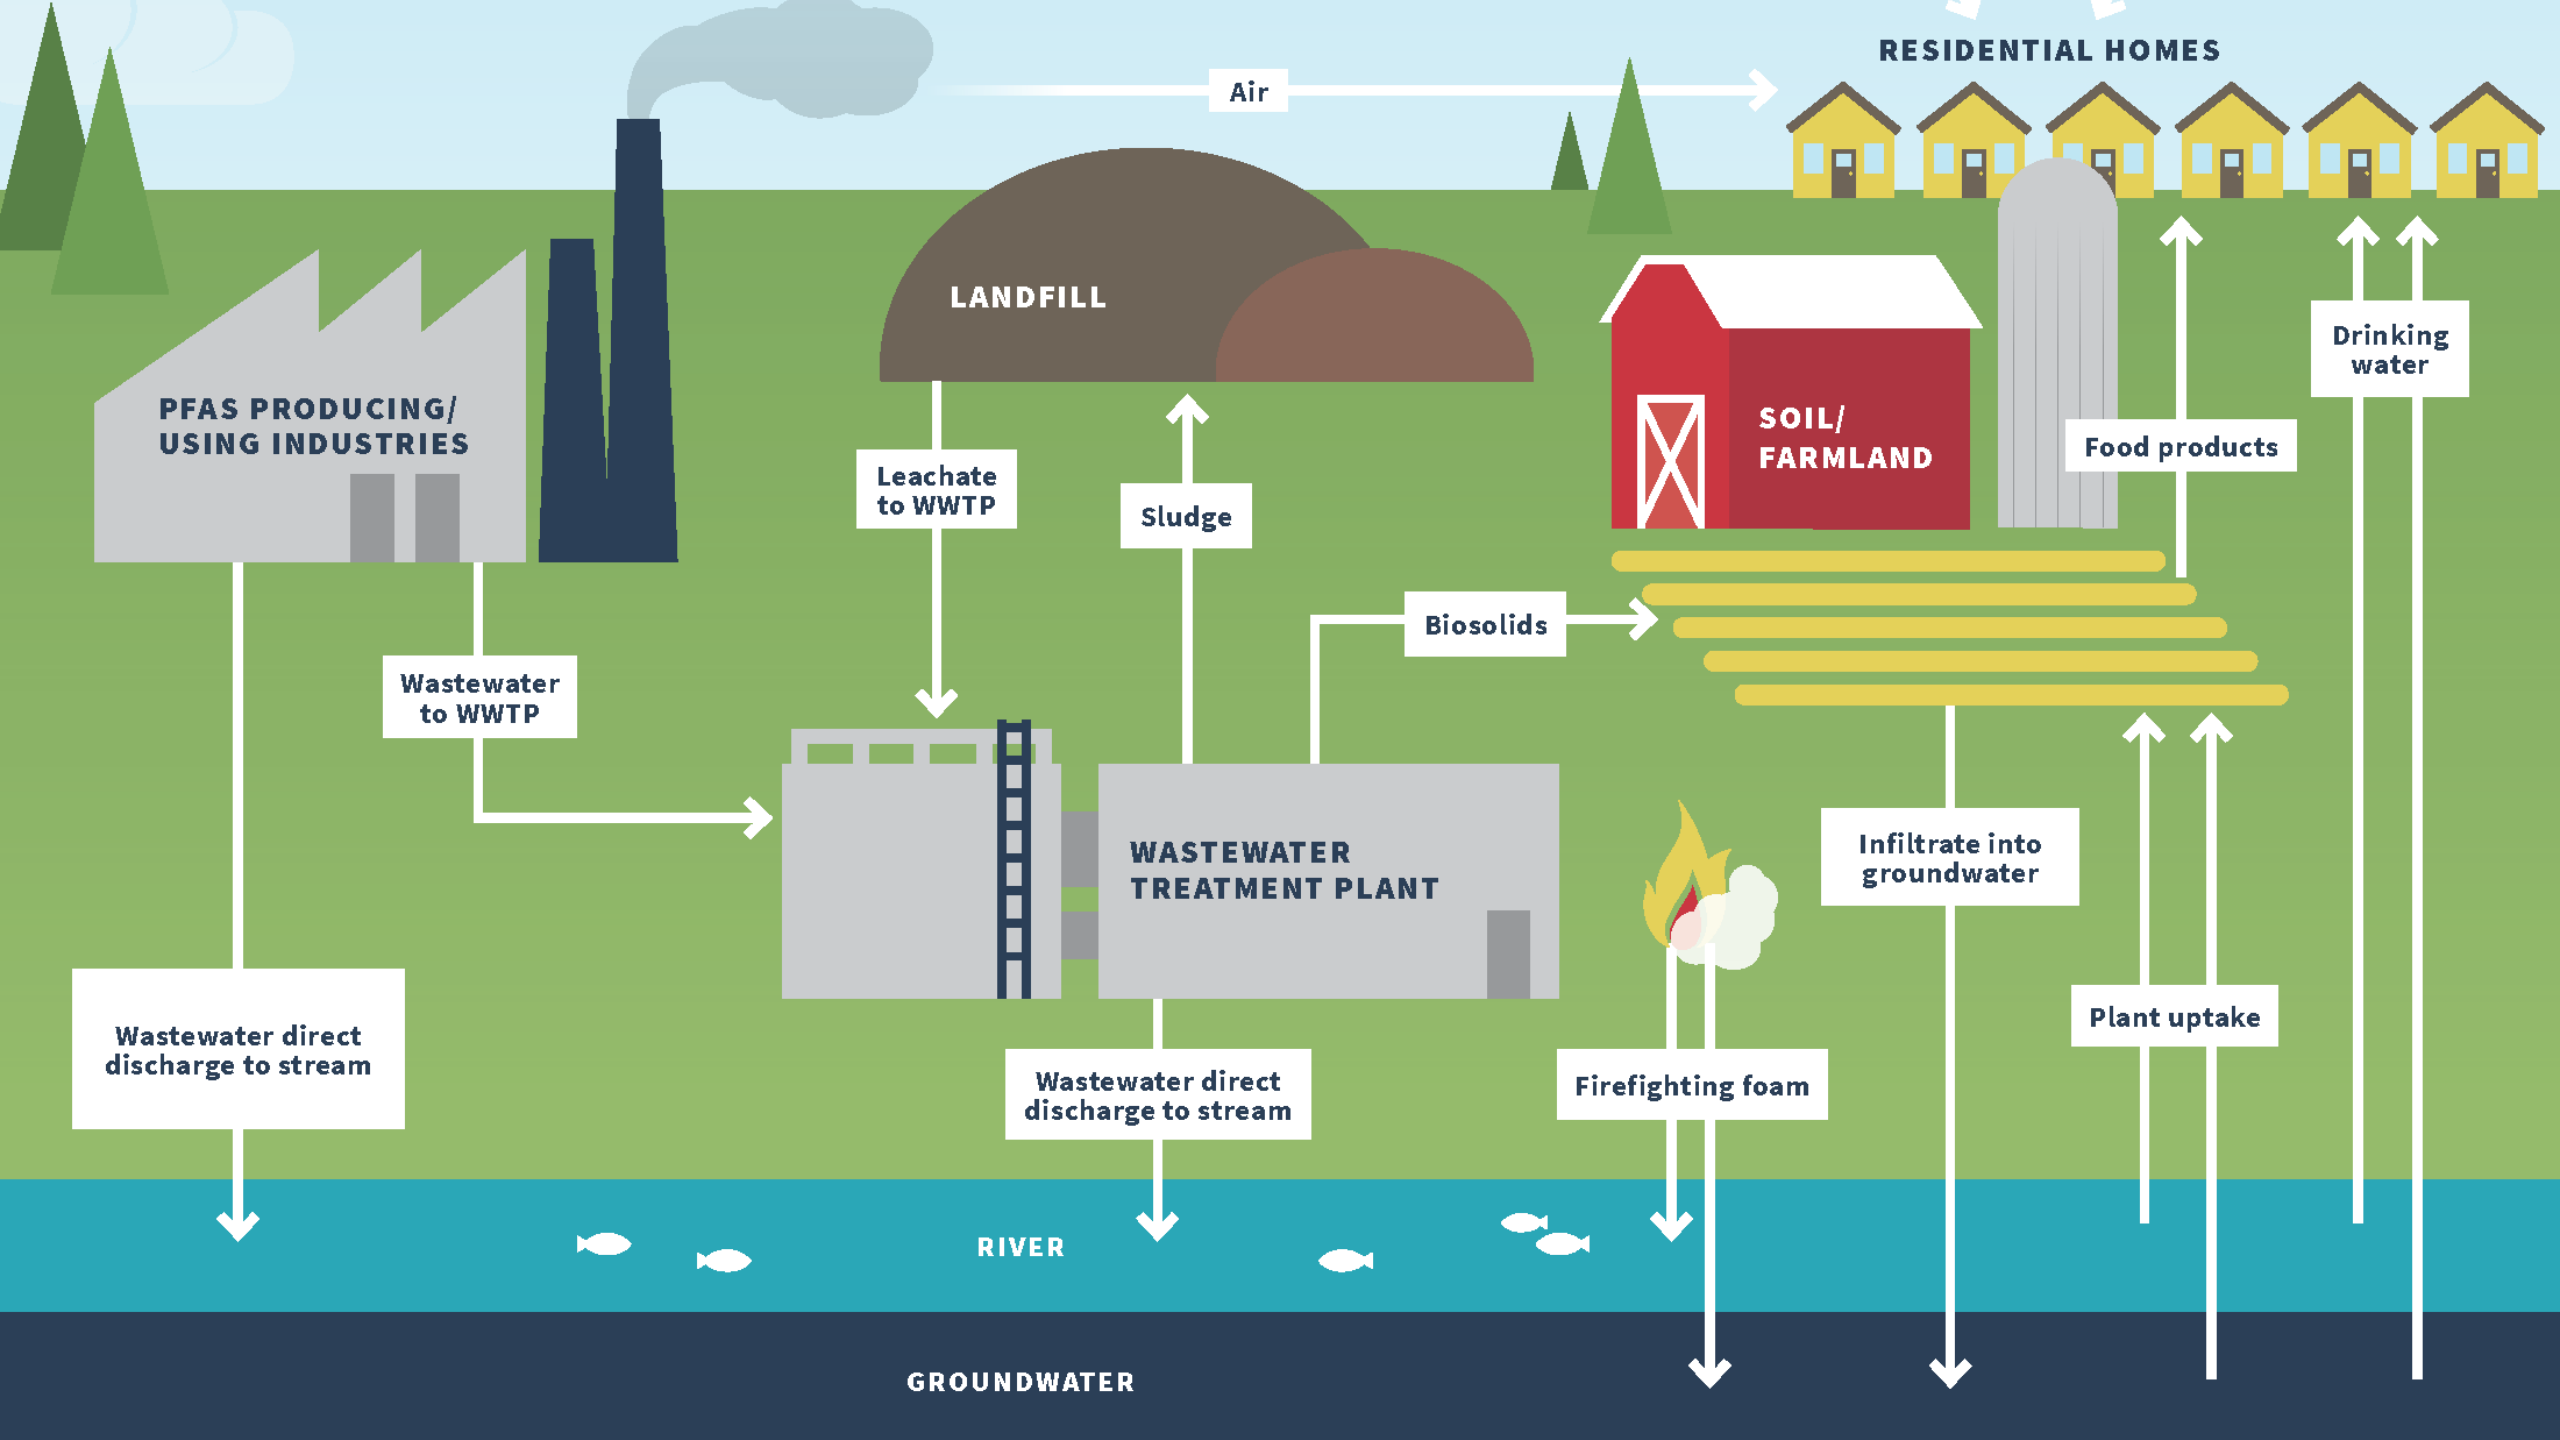 RESIDENTIAL HOMES
Air
LANDFILL
PFAS PRODUCING/
USING INDUSTRIES
Leachate
to WWTP
Sludge
SOIL/
FARMLAND
Food products
Drinking
water
Biosolids
Wastewater
to WWTP
WASTEWATER
TREATMENT PLANT
Infiltrate into
groundwater
Plant uptake
Wastewater direct
discharge to stream
Wastewater direct
discharge to stream
Firefighting foam
RIVER
GROUNDWATER